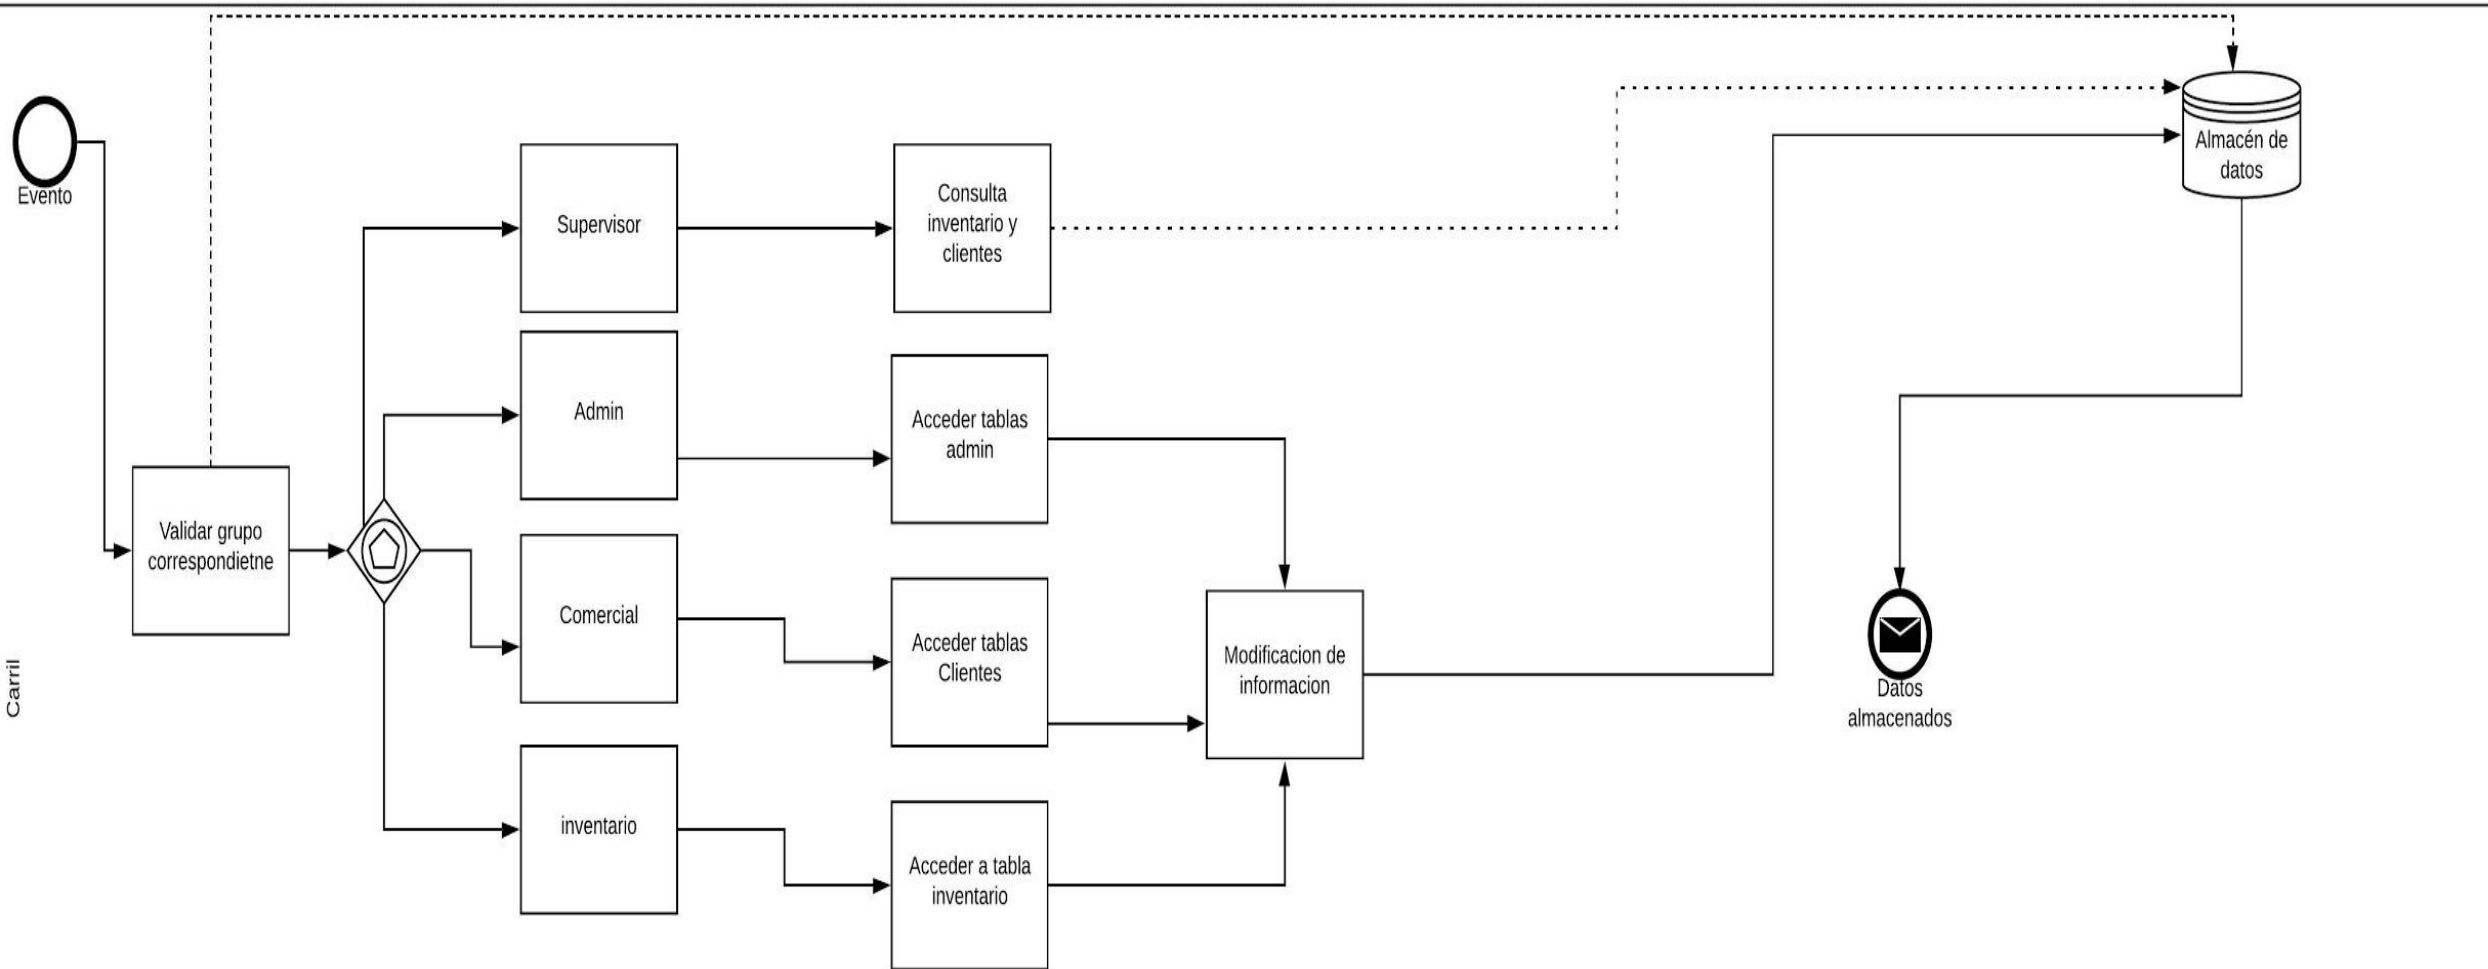 Evento
Carril
Validar grupo
correspondietne
Supervisor
Admin
Comercial
inventario
Consulta
inventario y
clientes
Acceder tablas
admin
Acceder tablas
Clientes
Acceder a tabla
inventario
Modificacion de
informacion
Almacén de
datos
Datos
almacenados